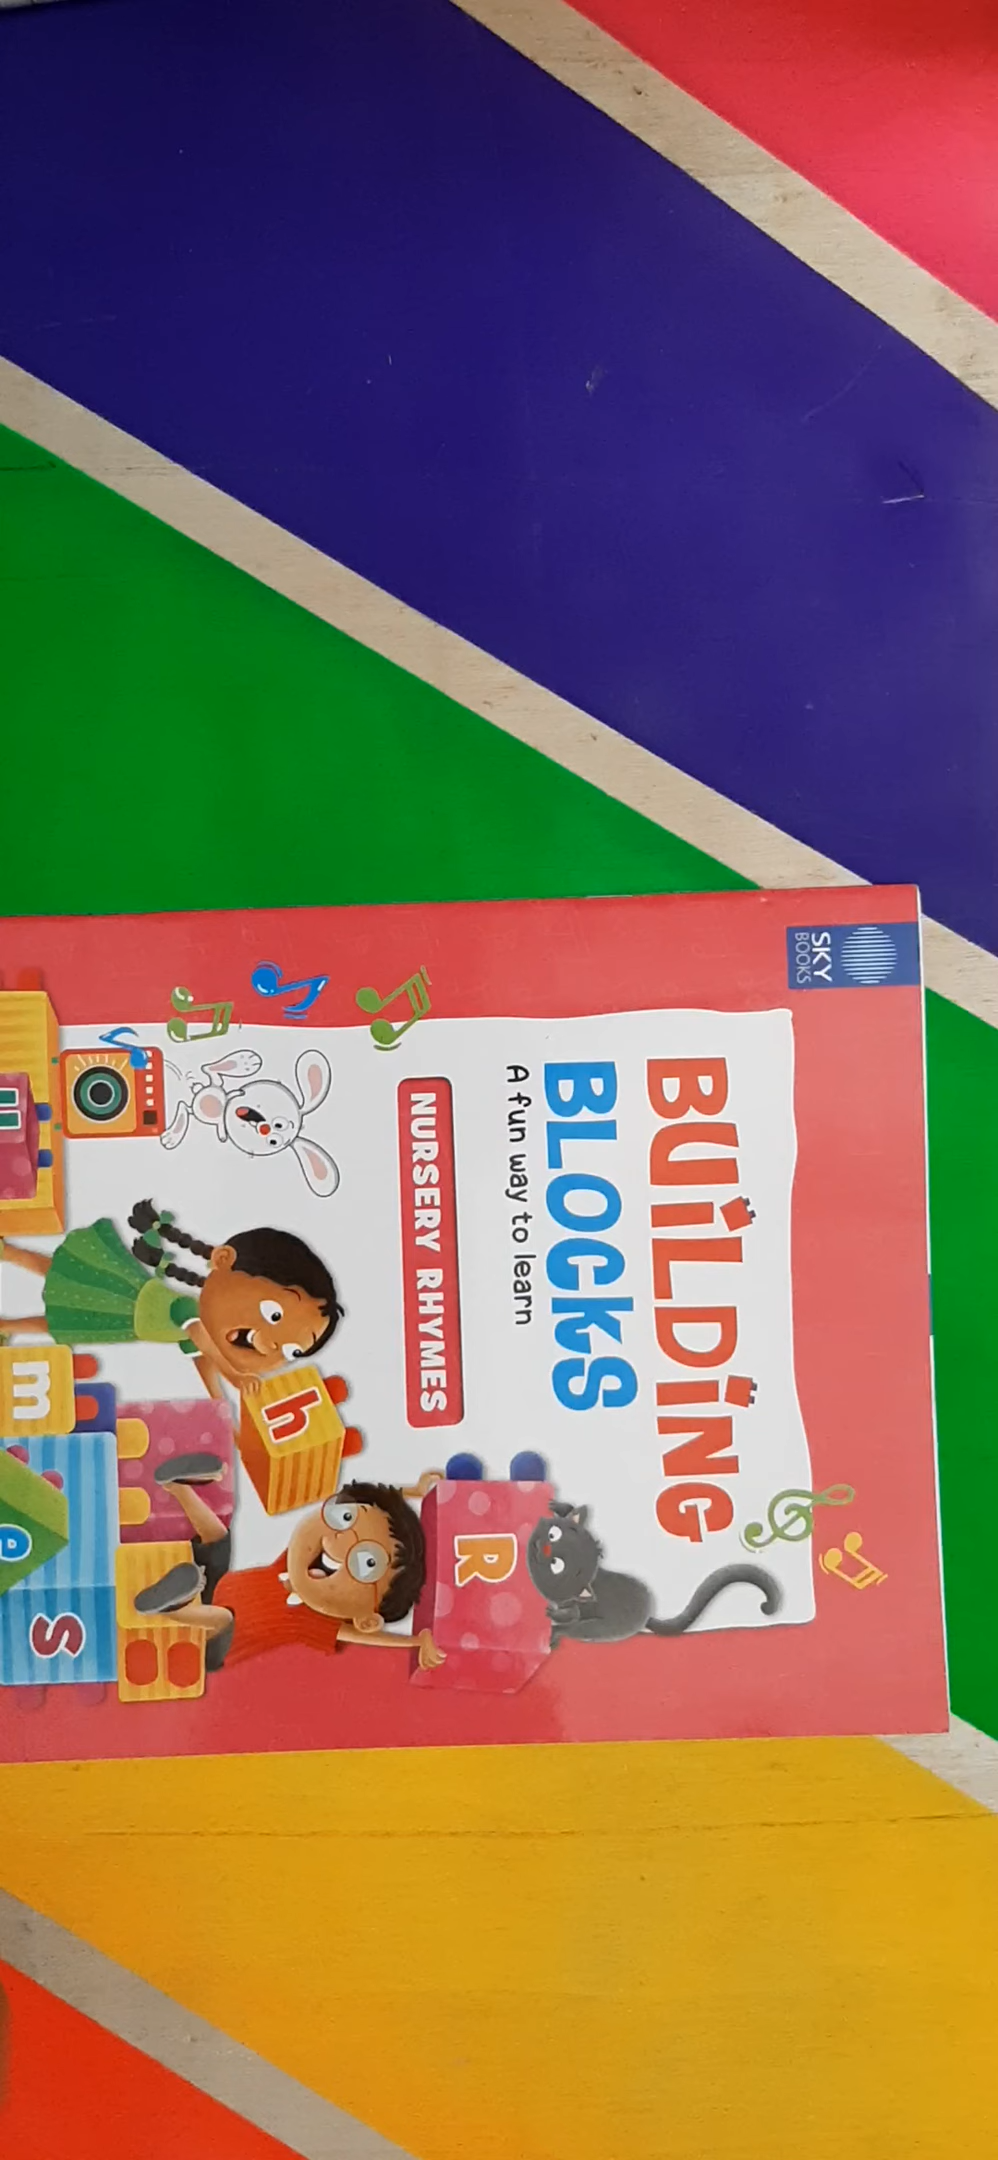 SKY
BOOKS
BUiLDiNG
BLOCKS
A fun way to learn
NURSERY RHYMES
R
h
m
e
s